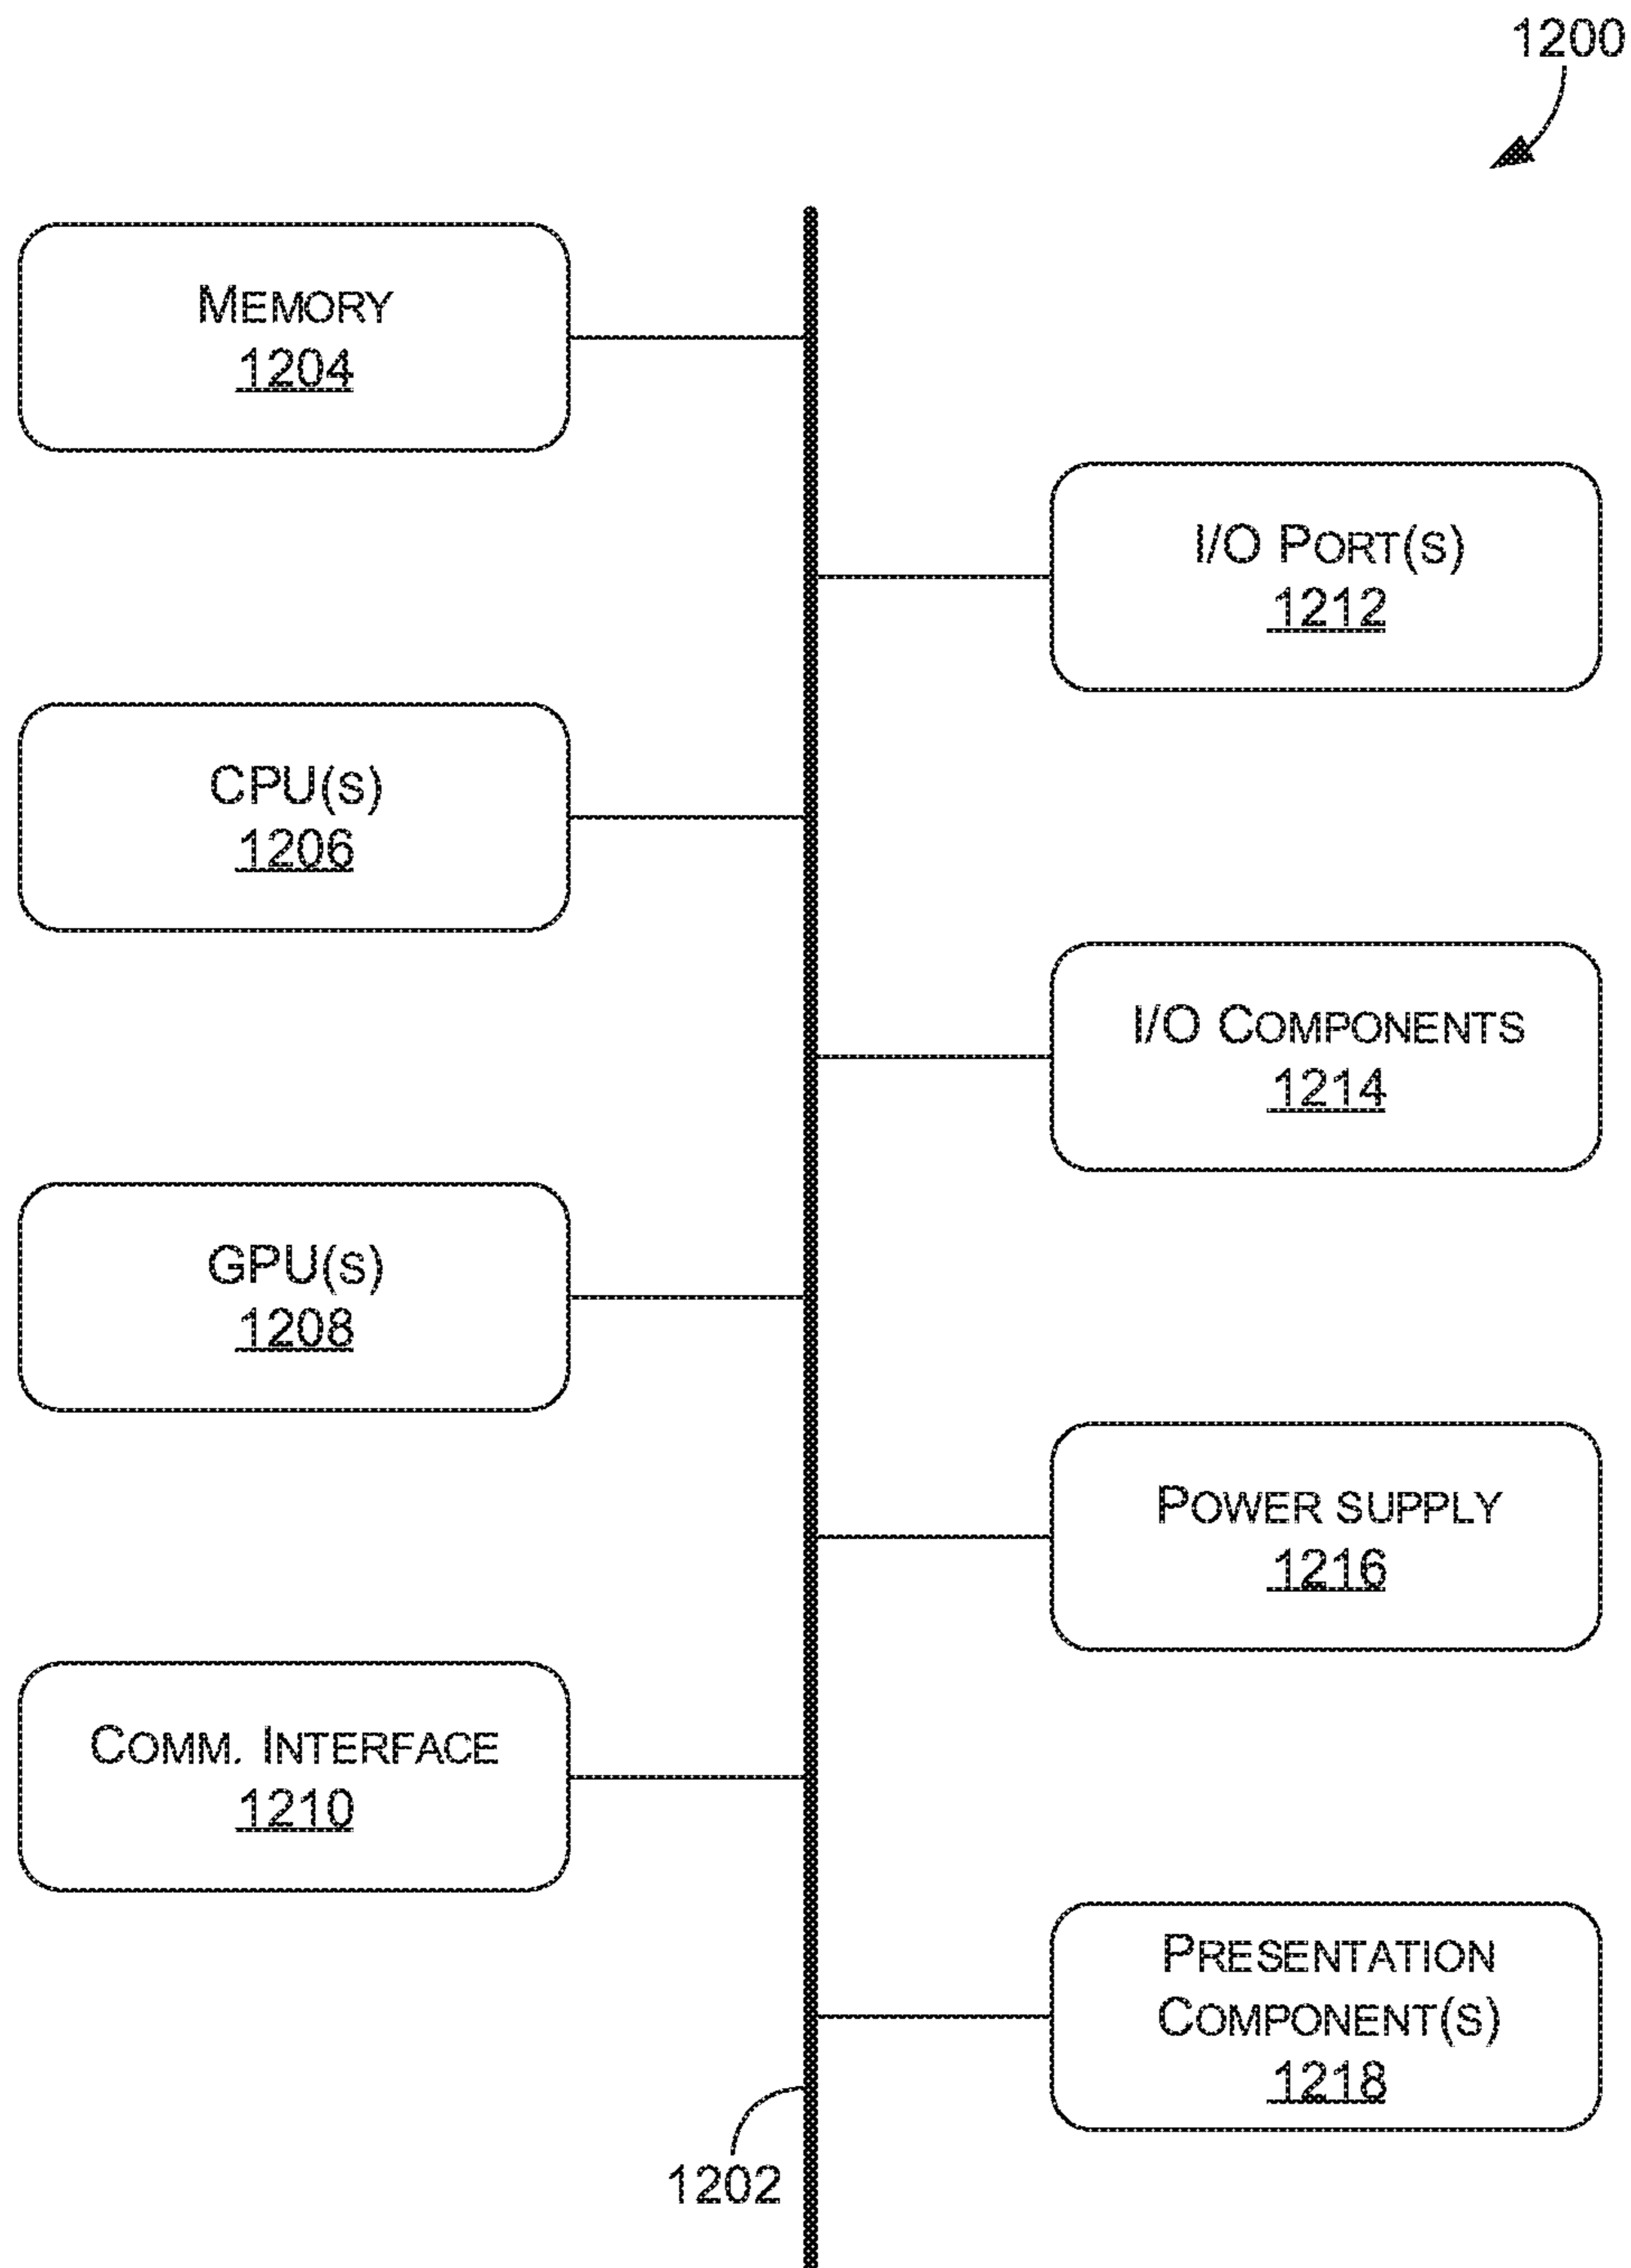 1200
MEMORY
1204
I/O PORT(S)
1212
CPU(S)
1206
I/O COMPONENTS
1214
GPU(S)
1208
POWER SUPPLY
1216
COMM. INTERFACE
1210
PRESENTATION
COMPONENT(S)
1218
1202